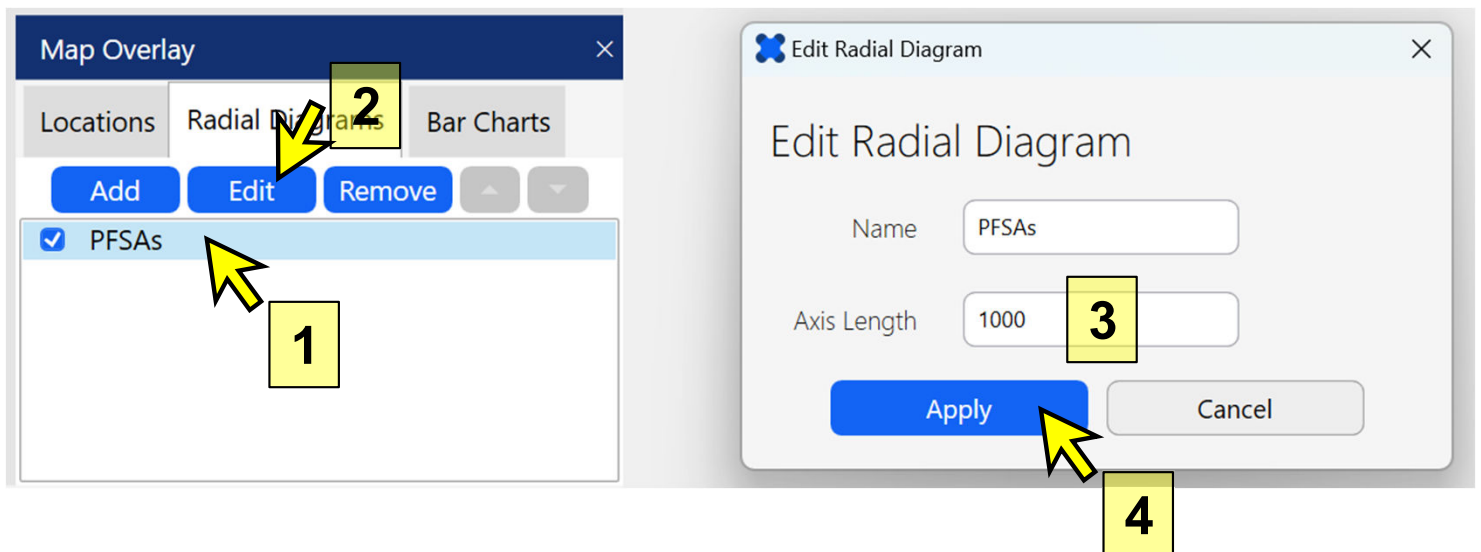 Map Overlay
Locations
Radial Diagrams
Bar Charts
2
Add
Edit
Remove
PFSAs
1
Edit Radial Diagram
Edit Radial Diagram
Name
PFSAs
Axis Length
1000
3
Apply
Cancel
4